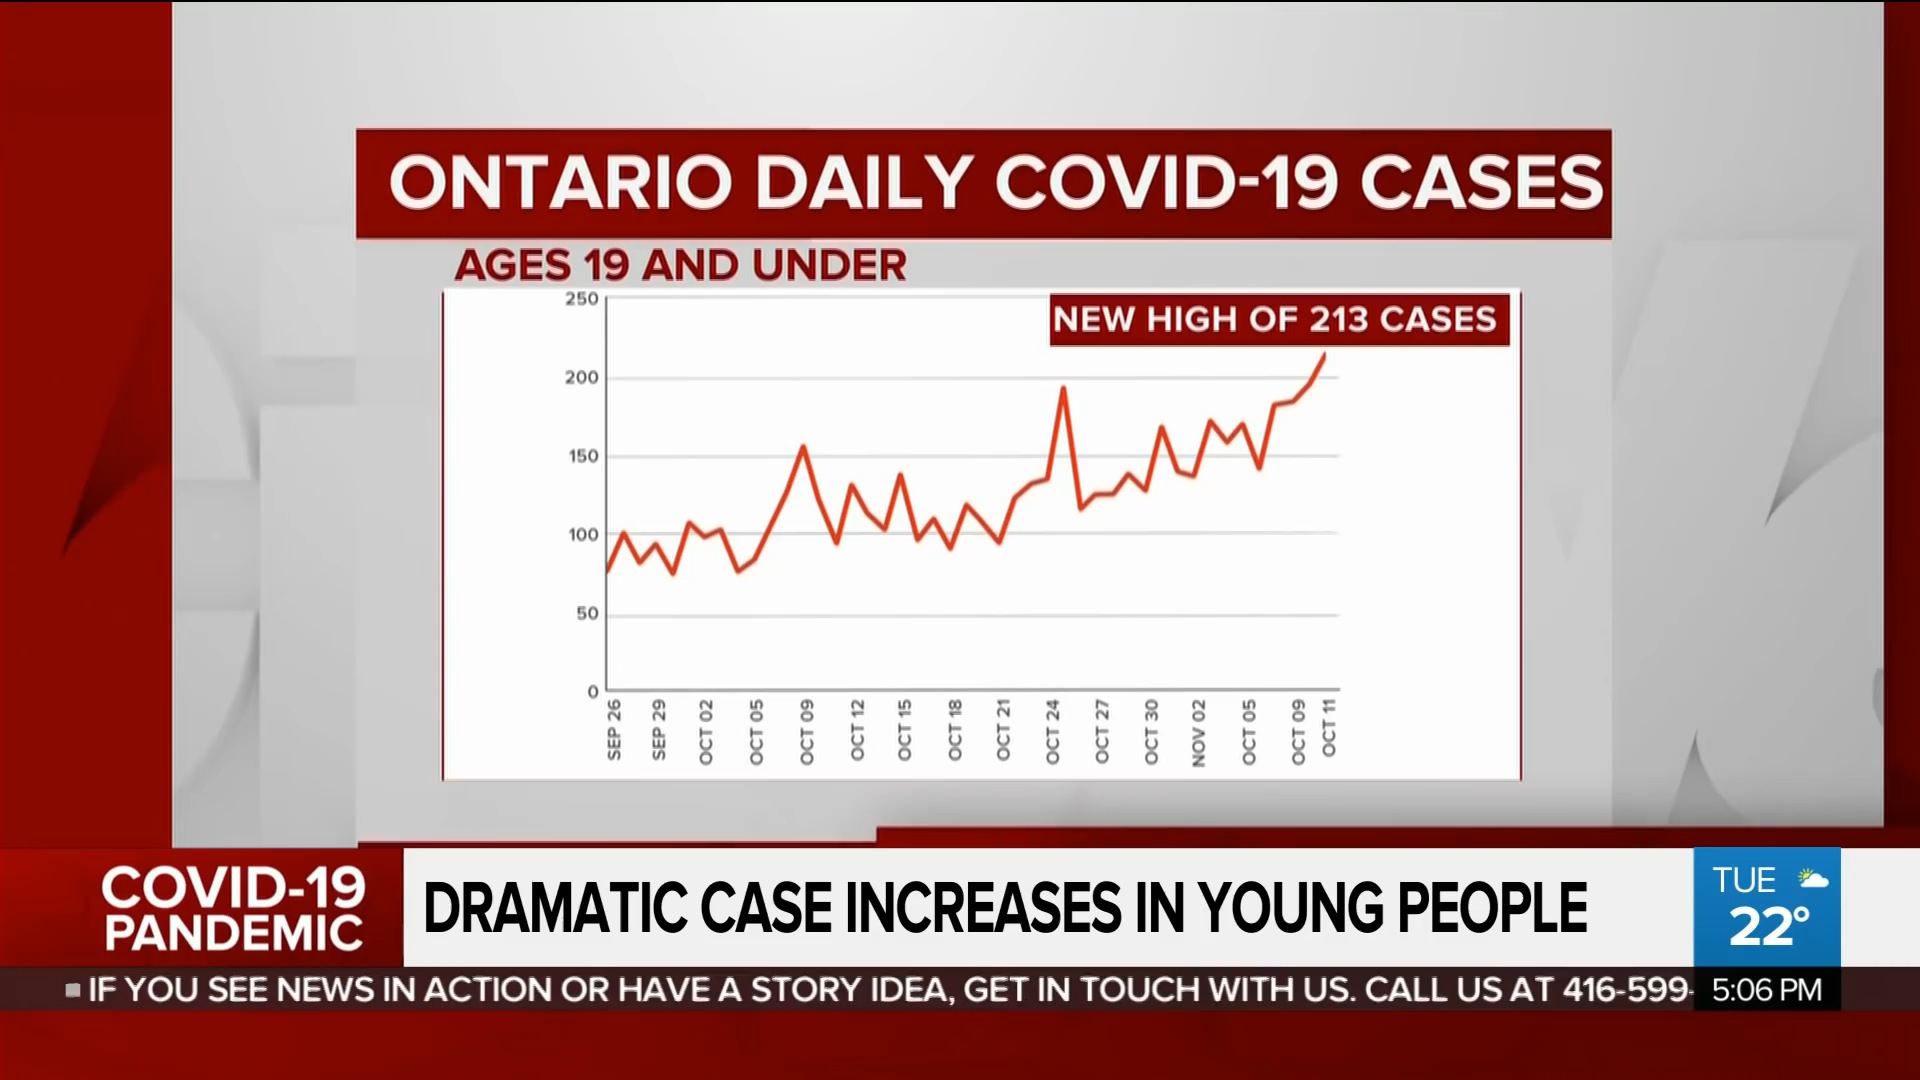 ONTARIO DAILY COVID-19 CASES
AGES 19 AND UNDER
NEW HIGH OF 213 CASES
250
200
150
100
50
0
SEP 26
SEP 29
OCT 02
OCT 05
OCT 09
OCT 12
OCT 15
OCT 18
OCT 21
OCT 24
OCT 27
OCT 30
NOV 02
OCT 05
OCT 09
OCT 11
COVID-19
PANDEMIC
DRAMATIC CASE INCREASES IN YOUNG PEOPLE
TUE
22°
IF YOU SEE NEWS IN ACTION OR HAVE A STORY IDEA, GET IN TOUCH WITH US. CALL US AT 416-599-
5:06 PM